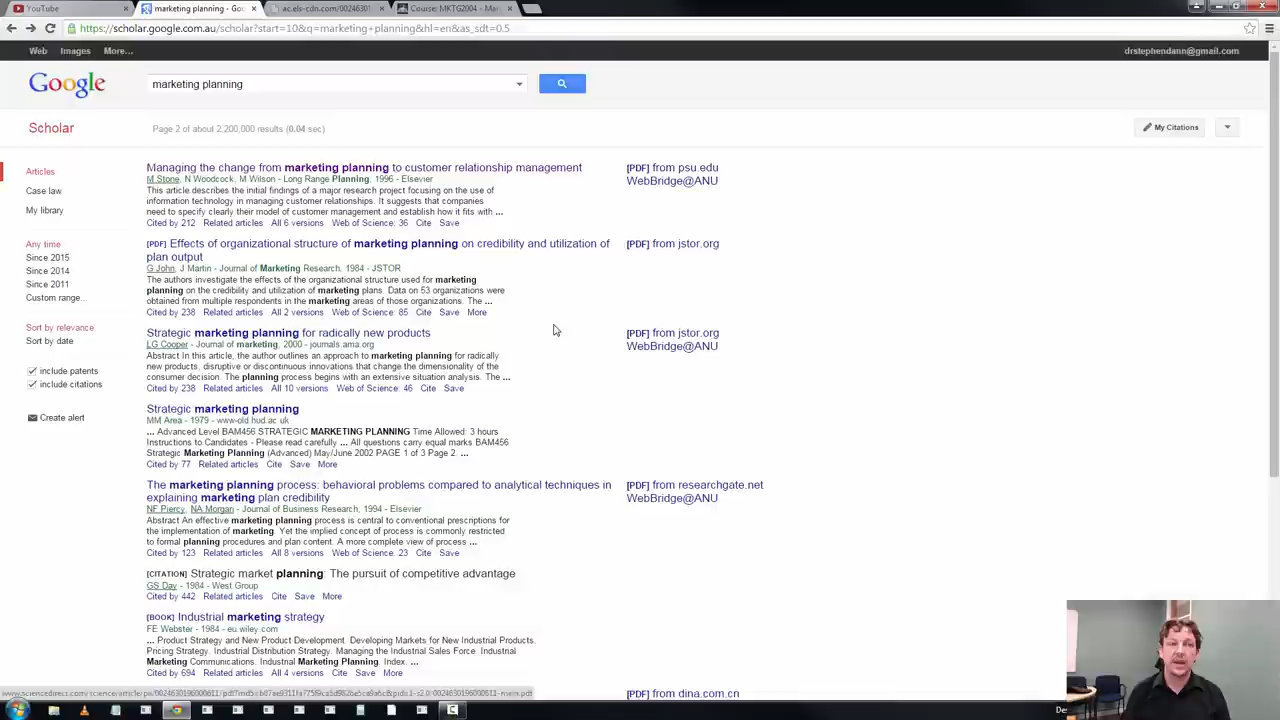 YouTube
marketing planning - Goo
ac.els-cdn.com/00246301
Course: MKTG2004 - Mar
https://scholar.google.com.au/scholar?start=10&q=marketing+planning&hl=en&as_sdt=0,5
Web Images More...
drstephendann@gmail.com
Google
marketing planning
Scholar
Page 2 of about 2,200,000 results (0.04 sec)
My Citations
Articles
Case law
My library
Any time
Since 2015
Since 2014
Since 2011
Custom range...
Sort by relevance
Sort by date
include patents
include citations
Create alert
Managing the change from marketing planning to customer relationship management
M Stone, N Woodcock, M Wilson - Long Range Planning, 1996 - Elsevier
This article describes the initial findings of a major research project focusing on the use of
information technology in managing customer relationships. It suggests that companies
need to specify clearly their model of customer management and establish how it fits with ...
Cited by 212 Related articles All 6 versions Web of Science: 36 Cite Save
[PDF] from psu.edu
WebBridge@ANU
[PDF] Effects of organizational structure of marketing planning on credibility and utilization of
plan output
G John, J Martin - Journal of Marketing Research, 1984 - JSTOR
The authors investigate the effects of the organizational structure used for marketing
planning on the credibility and utilization of marketing plans. Data on 53 organizations were
obtained from multiple respondents in the marketing areas of those organizations. The ...
Cited by 238 Related articles All 2 versions Web of Science: 85 Cite Save More
[PDF] from jstor.org
Strategic marketing planning for radically new products
LG Cooper - Journal of marketing, 2000 - journals.ama.org
Abstract In this article, the author outlines an approach to marketing planning for radically
new products, disruptive or discontinuous innovations that change the dimensionality of the
consumer decision. The planning process begins with an extensive situation analysis. The ...
Cited by 238 Related articles All 10 versions Web of Science: 46 Cite Save
[PDF] from jstor.org
WebBridge@ANU
Strategic marketing planning
MM Area - 1979 - www-old.hud.ac.uk
... Advanced Level BAM456 STRATEGIC MARKETING PLANNING Time Allowed: 3 hours
Instructions to Candidates - Please read carefully ... All questions carry equal marks BAM456
Strategic Marketing Planning (Advanced) May/June 2002 PAGE 1 of 3 Page 2. ...
Cited by 77 Related articles Cite Save More
The marketing planning process: behavioral problems compared to analytical techniques in
explaining marketing plan credibility
NF Piercy, NA Morgan - Journal of Business Research, 1994 - Elsevier
Abstract An effective marketing planning process is central to conventional prescriptions for
the implementation of marketing. Yet the implied concept of process is commonly restricted
to formal planning procedures and plan content. A more complete view of process ...
Cited by 123 Related articles All 8 versions Web of Science: 23 Cite Save
[PDF] from researchgate.net
WebBridge@ANU
[CITATION] Strategic market planning: The pursuit of competitive advantage
GS Day - 1984 - West Group
Cited by 442 Related articles Cite Save More
[BOOK] Industrial marketing strategy
FE Webster - 1984 - eu.wiley.com
... Product Strategy and New Product Development. Developing Markets for New Industrial Products.
Pricing Strategy. Industrial Distribution Strategy. Managing the Industrial Sales Force. Industrial
Marketing Communications. Industrial Marketing Planning. Index. ...
Cited by 694 Related articles All 4 versions Cite Save More
[PDF] from dina.com.cn